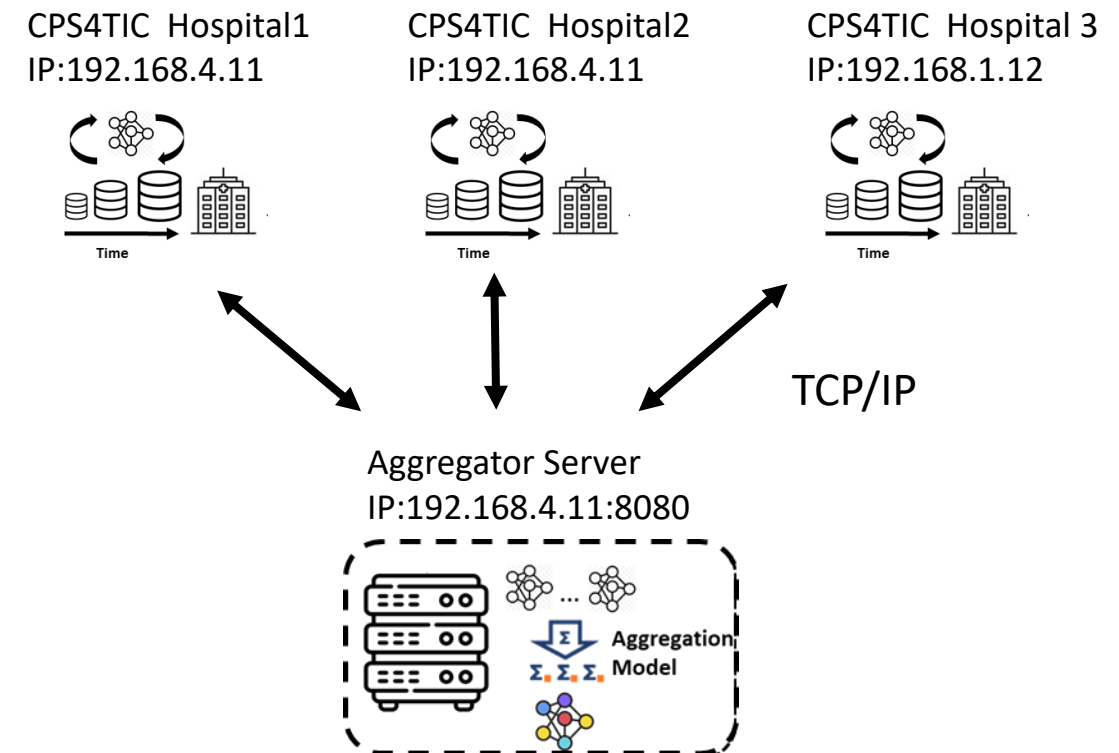 CPS4TIC Hospital1
IP:192.168.4.11
CPS4TIC Hospital2
IP:192.168.4.11
CPS4TIC Hospital 3
IP:192.168.1.12
Time
Time
Time
TCP/IP
Aggregator Server
IP:192.168.4.11:8080
...
Σ
Aggregation
Model
Σ. Σ. Σ.